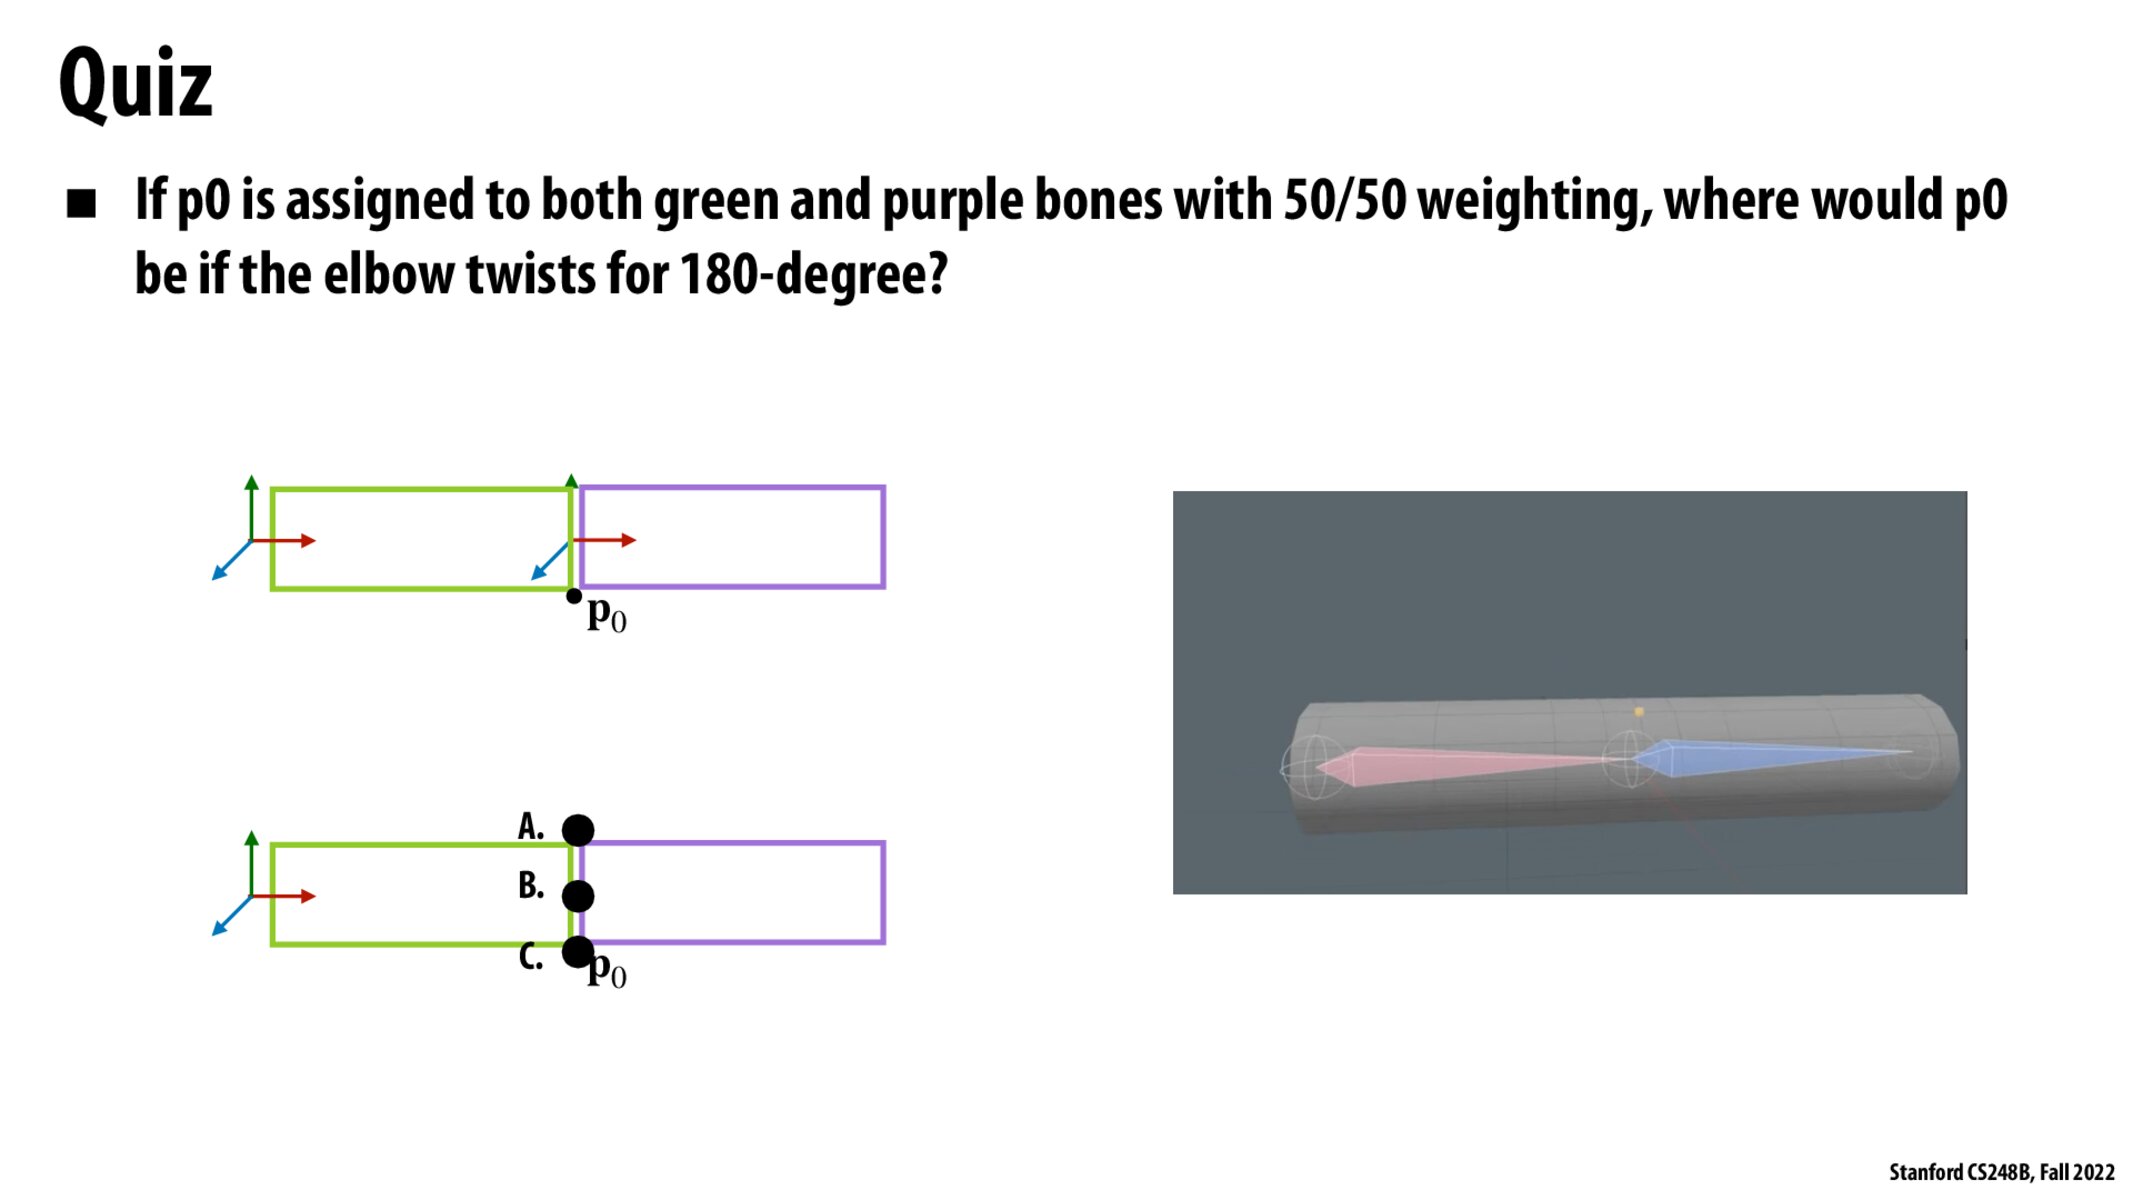 Quiz
■ If p0 is assigned to both green and purple bones with 50/50 weighting, where would p0
be if the elbow twists for 180-degree?
p₀
A.
B.
C.
p₀
Stanford CS248B, Fall 2022